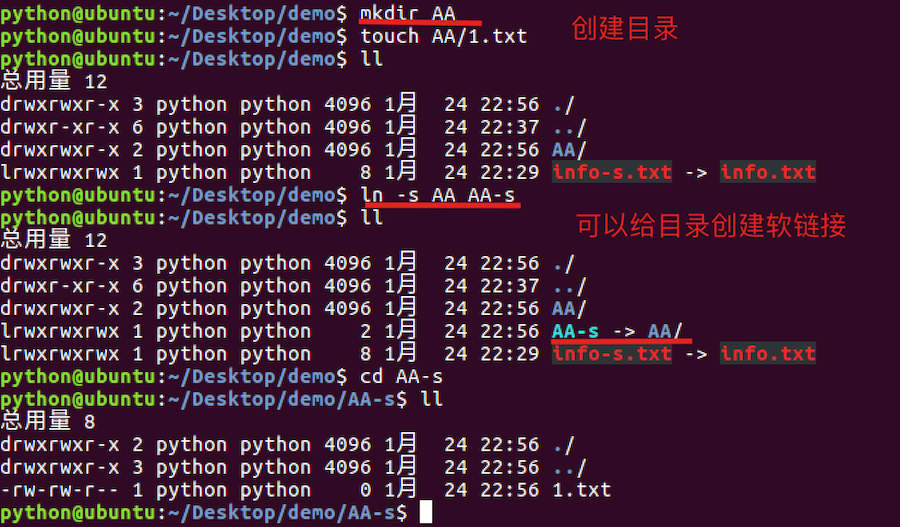 python@ubuntu:~/Desktop/demo$ mkdir AA
python@ubuntu:~/Desktop/demo$ touch AA/1.txt
创建目录
python@ubuntu:~/Desktop/demo$ ll
总用量 12
drwxrwxr-x 3 python python 4096 1月  24 22:56 ./
drwxr-xr-x 6 python python 4096 1月  24 22:37 ../
drwxrwxr-x 2 python python 4096 1月  24 22:56 AA/
lrwxrwxrwx 1 python python    8 1月  24 22:29 info-s.txt -> info.txt
python@ubuntu:~/Desktop/demo$ ln -s AA AA-s
python@ubuntu:~/Desktop/demo$ ll
可以给目录创建软链接
总用量 12
drwxrwxr-x 3 python python 4096 1月  24 22:56 ./
drwxr-xr-x 6 python python 4096 1月  24 22:37 ../
drwxrwxr-x 2 python python 4096 1月  24 22:56 AA/
lrwxrwxrwx 1 python python    2 1月  24 22:56 AA-s -> AA/
lrwxrwxrwx 1 python python    8 1月  24 22:29 info-s.txt -> info.txt
python@ubuntu:~/Desktop/demo$ cd AA-s
python@ubuntu:~/Desktop/demo/AA-s$ ll
总用量 8
drwxrwxr-x 2 python python 4096 1月  24 22:56 ./
drwxrwxr-x 3 python python 4096 1月  24 22:56 ../
-rw-rw-r-- 1 python python    0 1月  24 22:56 1.txt
python@ubuntu:~/Desktop/demo/AA-s$